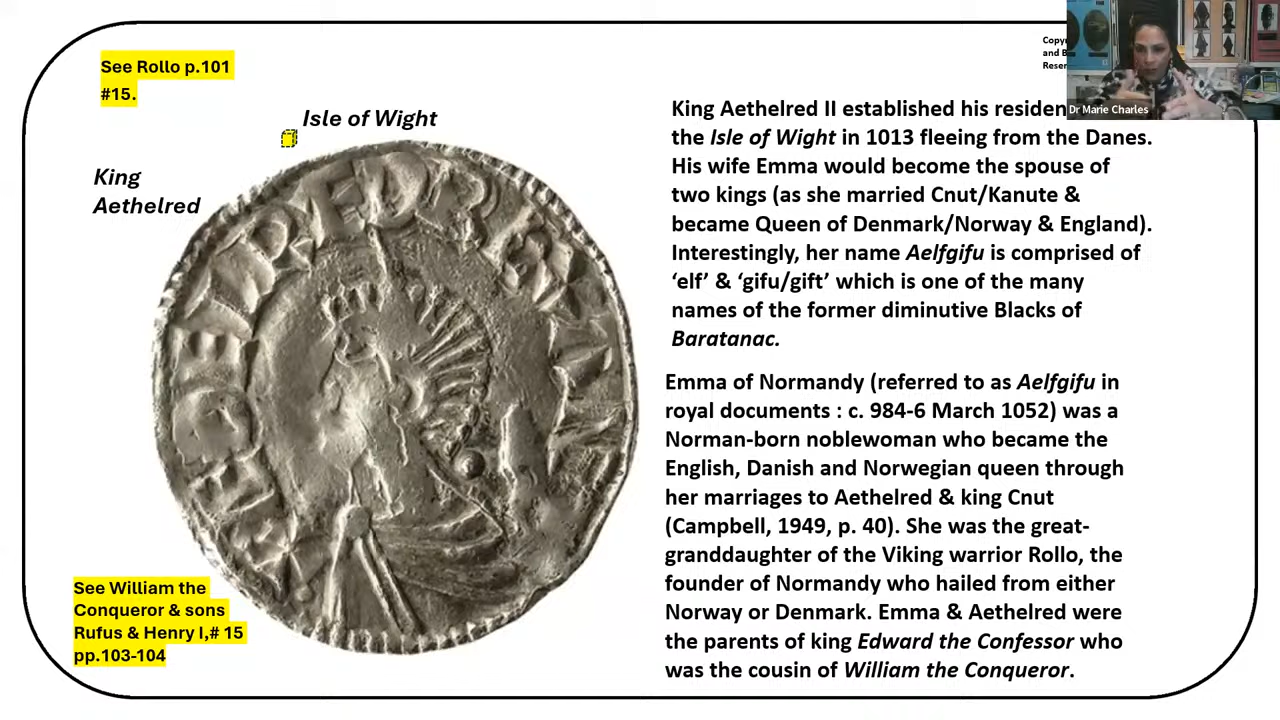 See Rollo p.101
#15.
Isle of Wight
King
Aethelred
See William the
Conqueror & sons
Rufus & Henry I,# 15
pp.103-104
King Aethelred II established his
the Isle of Wight in 1013 fleeing from the Danes.
His wife Emma would become the spouse of
two kings (as she married Cnut/Kanute &
became Queen of Denmark/Norway & England).
Interestingly, her name Aelfgifu is comprised of
‘elf’ & ‘gifu/gift’ which is one of the many
names of the former diminutive Blacks of
Baratanac.
Emma of Normandy (referred to as Aelfgifu in
royal documents : c. 984-6 March 1052) was a
Norman-born noblewoman who became the
English, Danish and Norwegian queen through
her marriages to Aethelred & king Cnut
(Campbell, 1949, p. 40). She was the great-
granddaughter of the Viking warrior Rollo, the
founder of Normandy who hailed from either
Norway or Denmark. Emma & Aethelred were
the parents of king Edward the Confessor who
was the cousin of William the Conqueror.
Dr Marie Charles